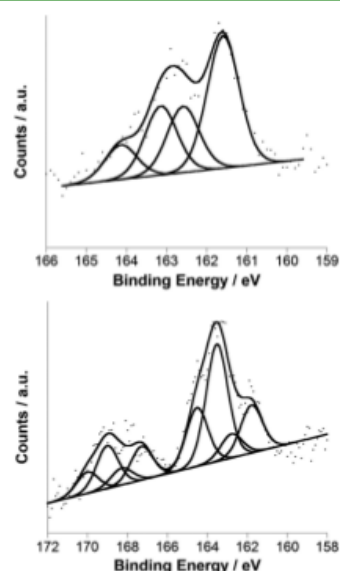 Counts / a.u.
166 165 164 163 162 161 160 159
Binding Energy / eV
Counts / a.u.
172 170 168 166 164 162 160 158
Binding Energy / eV